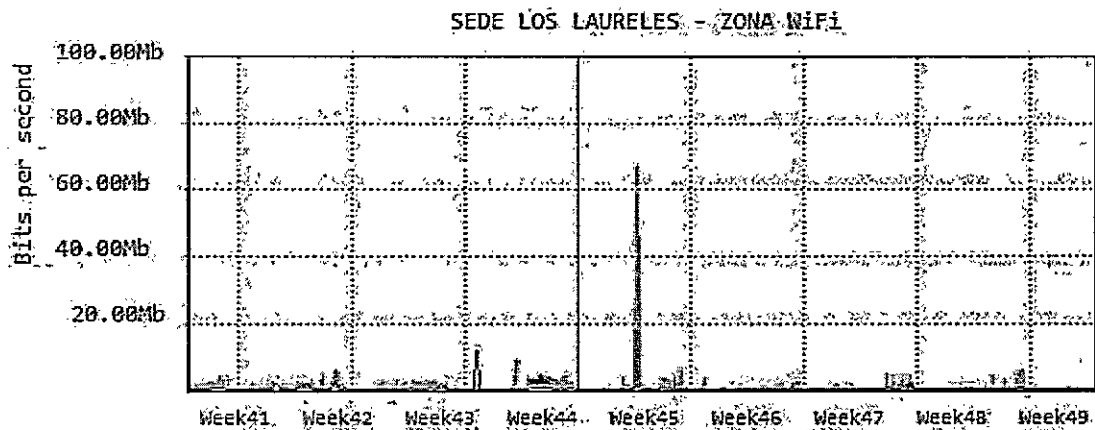 SEDE LOS LAURELES - ZONA WiFi
100.00Mb
80.00Mb
60.00Mb
40.00Mb
20.00Mb
Bits per second
Week41 Week42 Week43 Week44 Week45 Week46 Week47 Week48 Week49